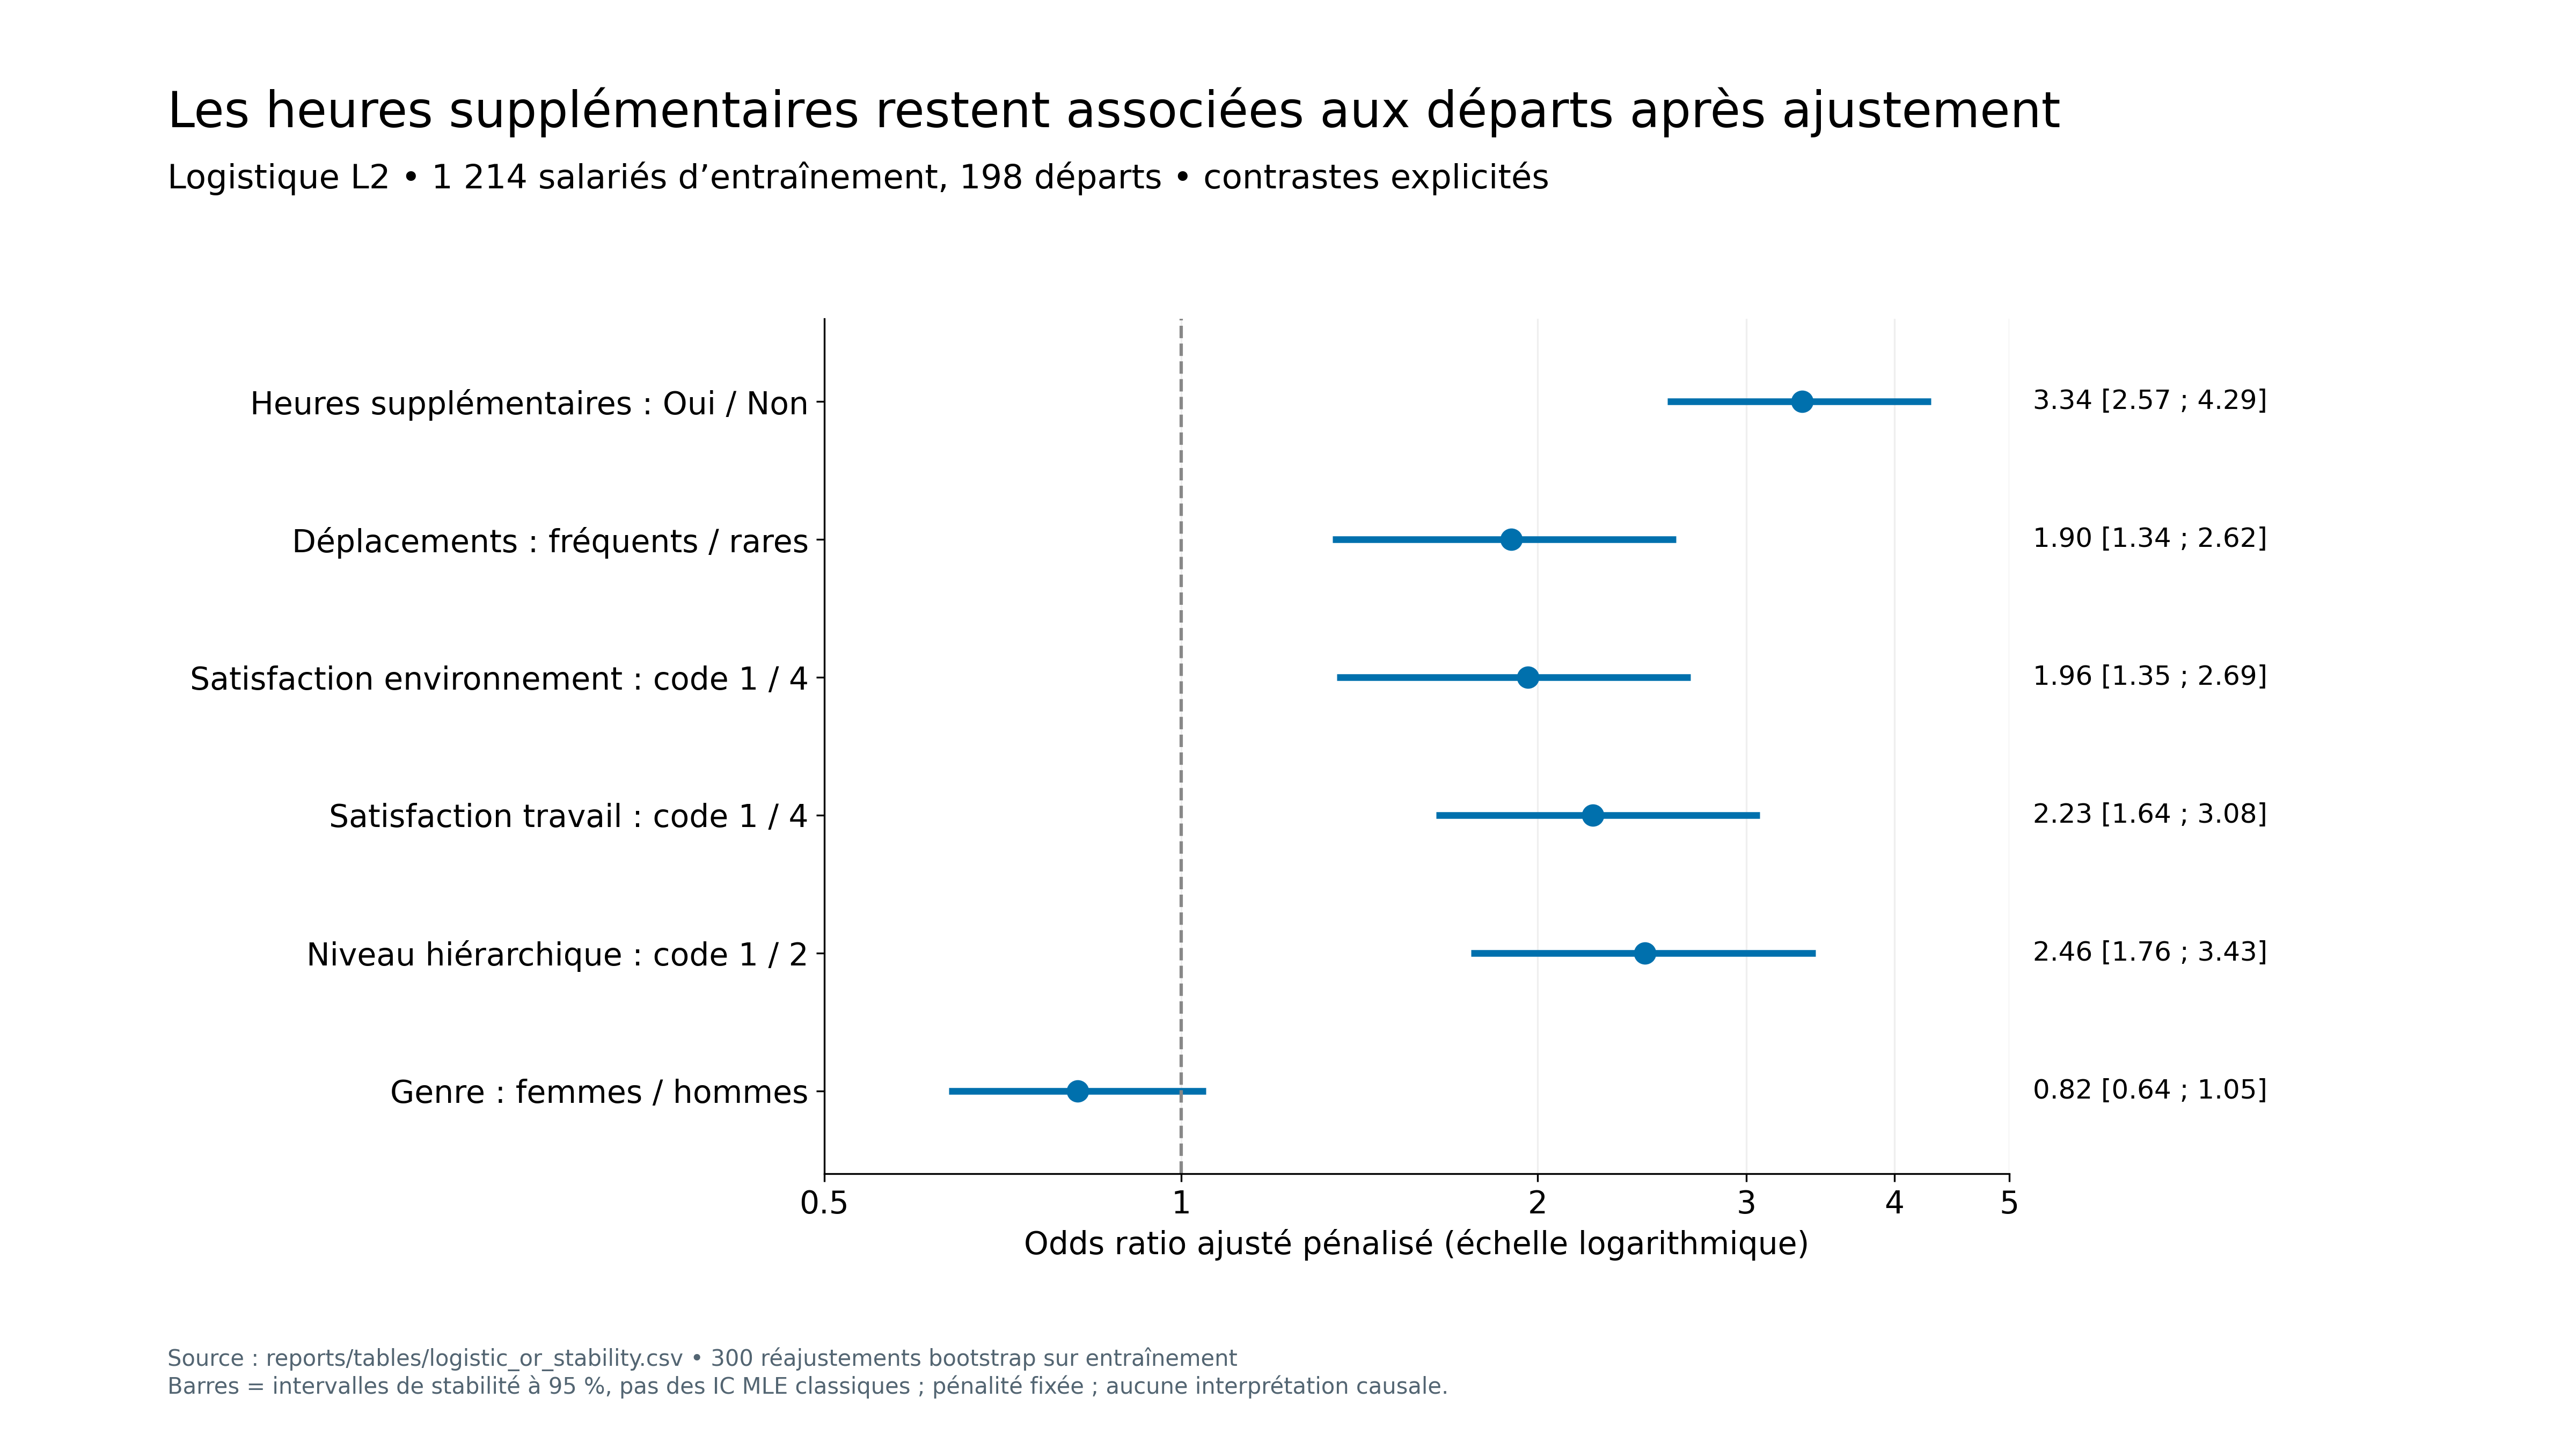 Les heures supplémentaires restent associées aux départs après ajustement
Logistique L2 • 1 214 salariés d’entraînement, 198 départs • contrastes explicités
Heures supplémentaires : Oui / Non
3.34 [2.57 ; 4.29]
Déplacements : fréquents / rares
1.90 [1.34 ; 2.62]
Satisfaction environnement : code 1 / 4
1.96 [1.35 ; 2.69]
Satisfaction travail : code 1 / 4
2.23 [1.64 ; 3.08]
Niveau hiérarchique : code 1 / 2
2.46 [1.76 ; 3.43]
Genre : femmes / hommes
0.82 [0.64 ; 1.05]
0.5 1 2 3 4 5
Odds ratio ajusté pénalisé (échelle logarithmique)
Source : reports/tables/logistic_or_stability.csv • 300 réajustements bootstrap sur entraînement
Barres = intervalles de stabilité à 95 %, pas des IC MLE classiques ; pénalité fixée ; aucune interprétation causale.